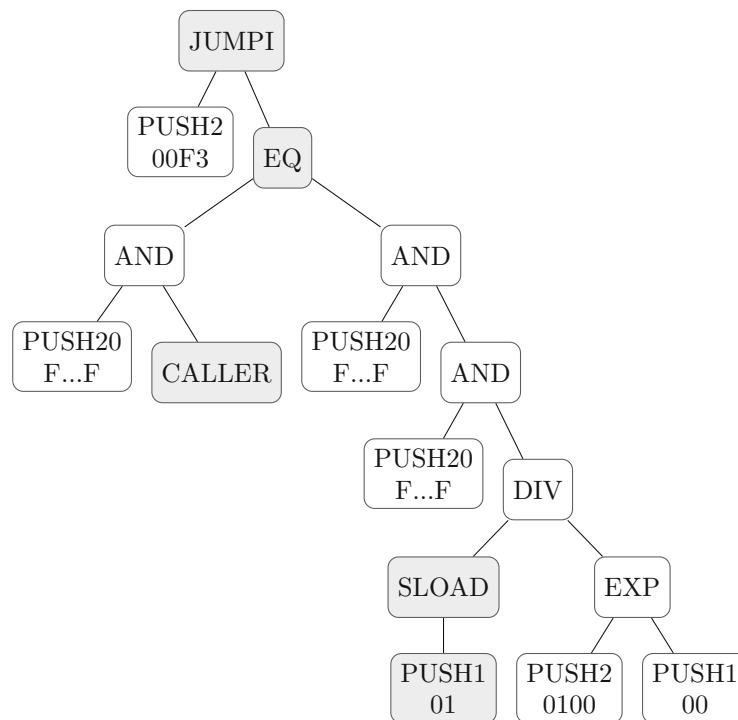 JUMPI
PUSH2
00F3
EQ
AND
AND
PUSH20
F...F
CALLER
PUSH20
F...F
AND
PUSH20
F...F
DIV
SLOAD
EXP
PUSH1
01
PUSH2
0100
PUSH1
00